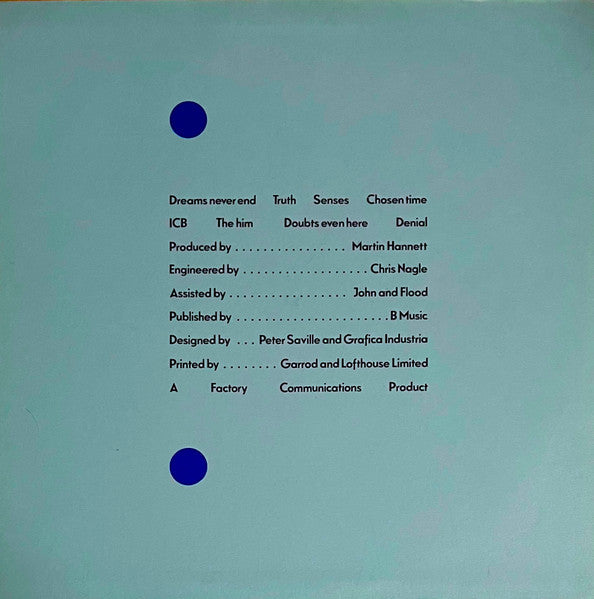 Dreams never end Truth Senses Chosen time
ICB The him Doubts even here Denial
Produced by ................ Martin Hannett
Engineered by .................. Chris Nagle
Assisted by ................. John and Flood
Published by ...................... B Music
Designed by ... Peter Saville and Grafica Industria
Printed by ........ Garrod and Lofthouse Limited
A Factory Communications Product